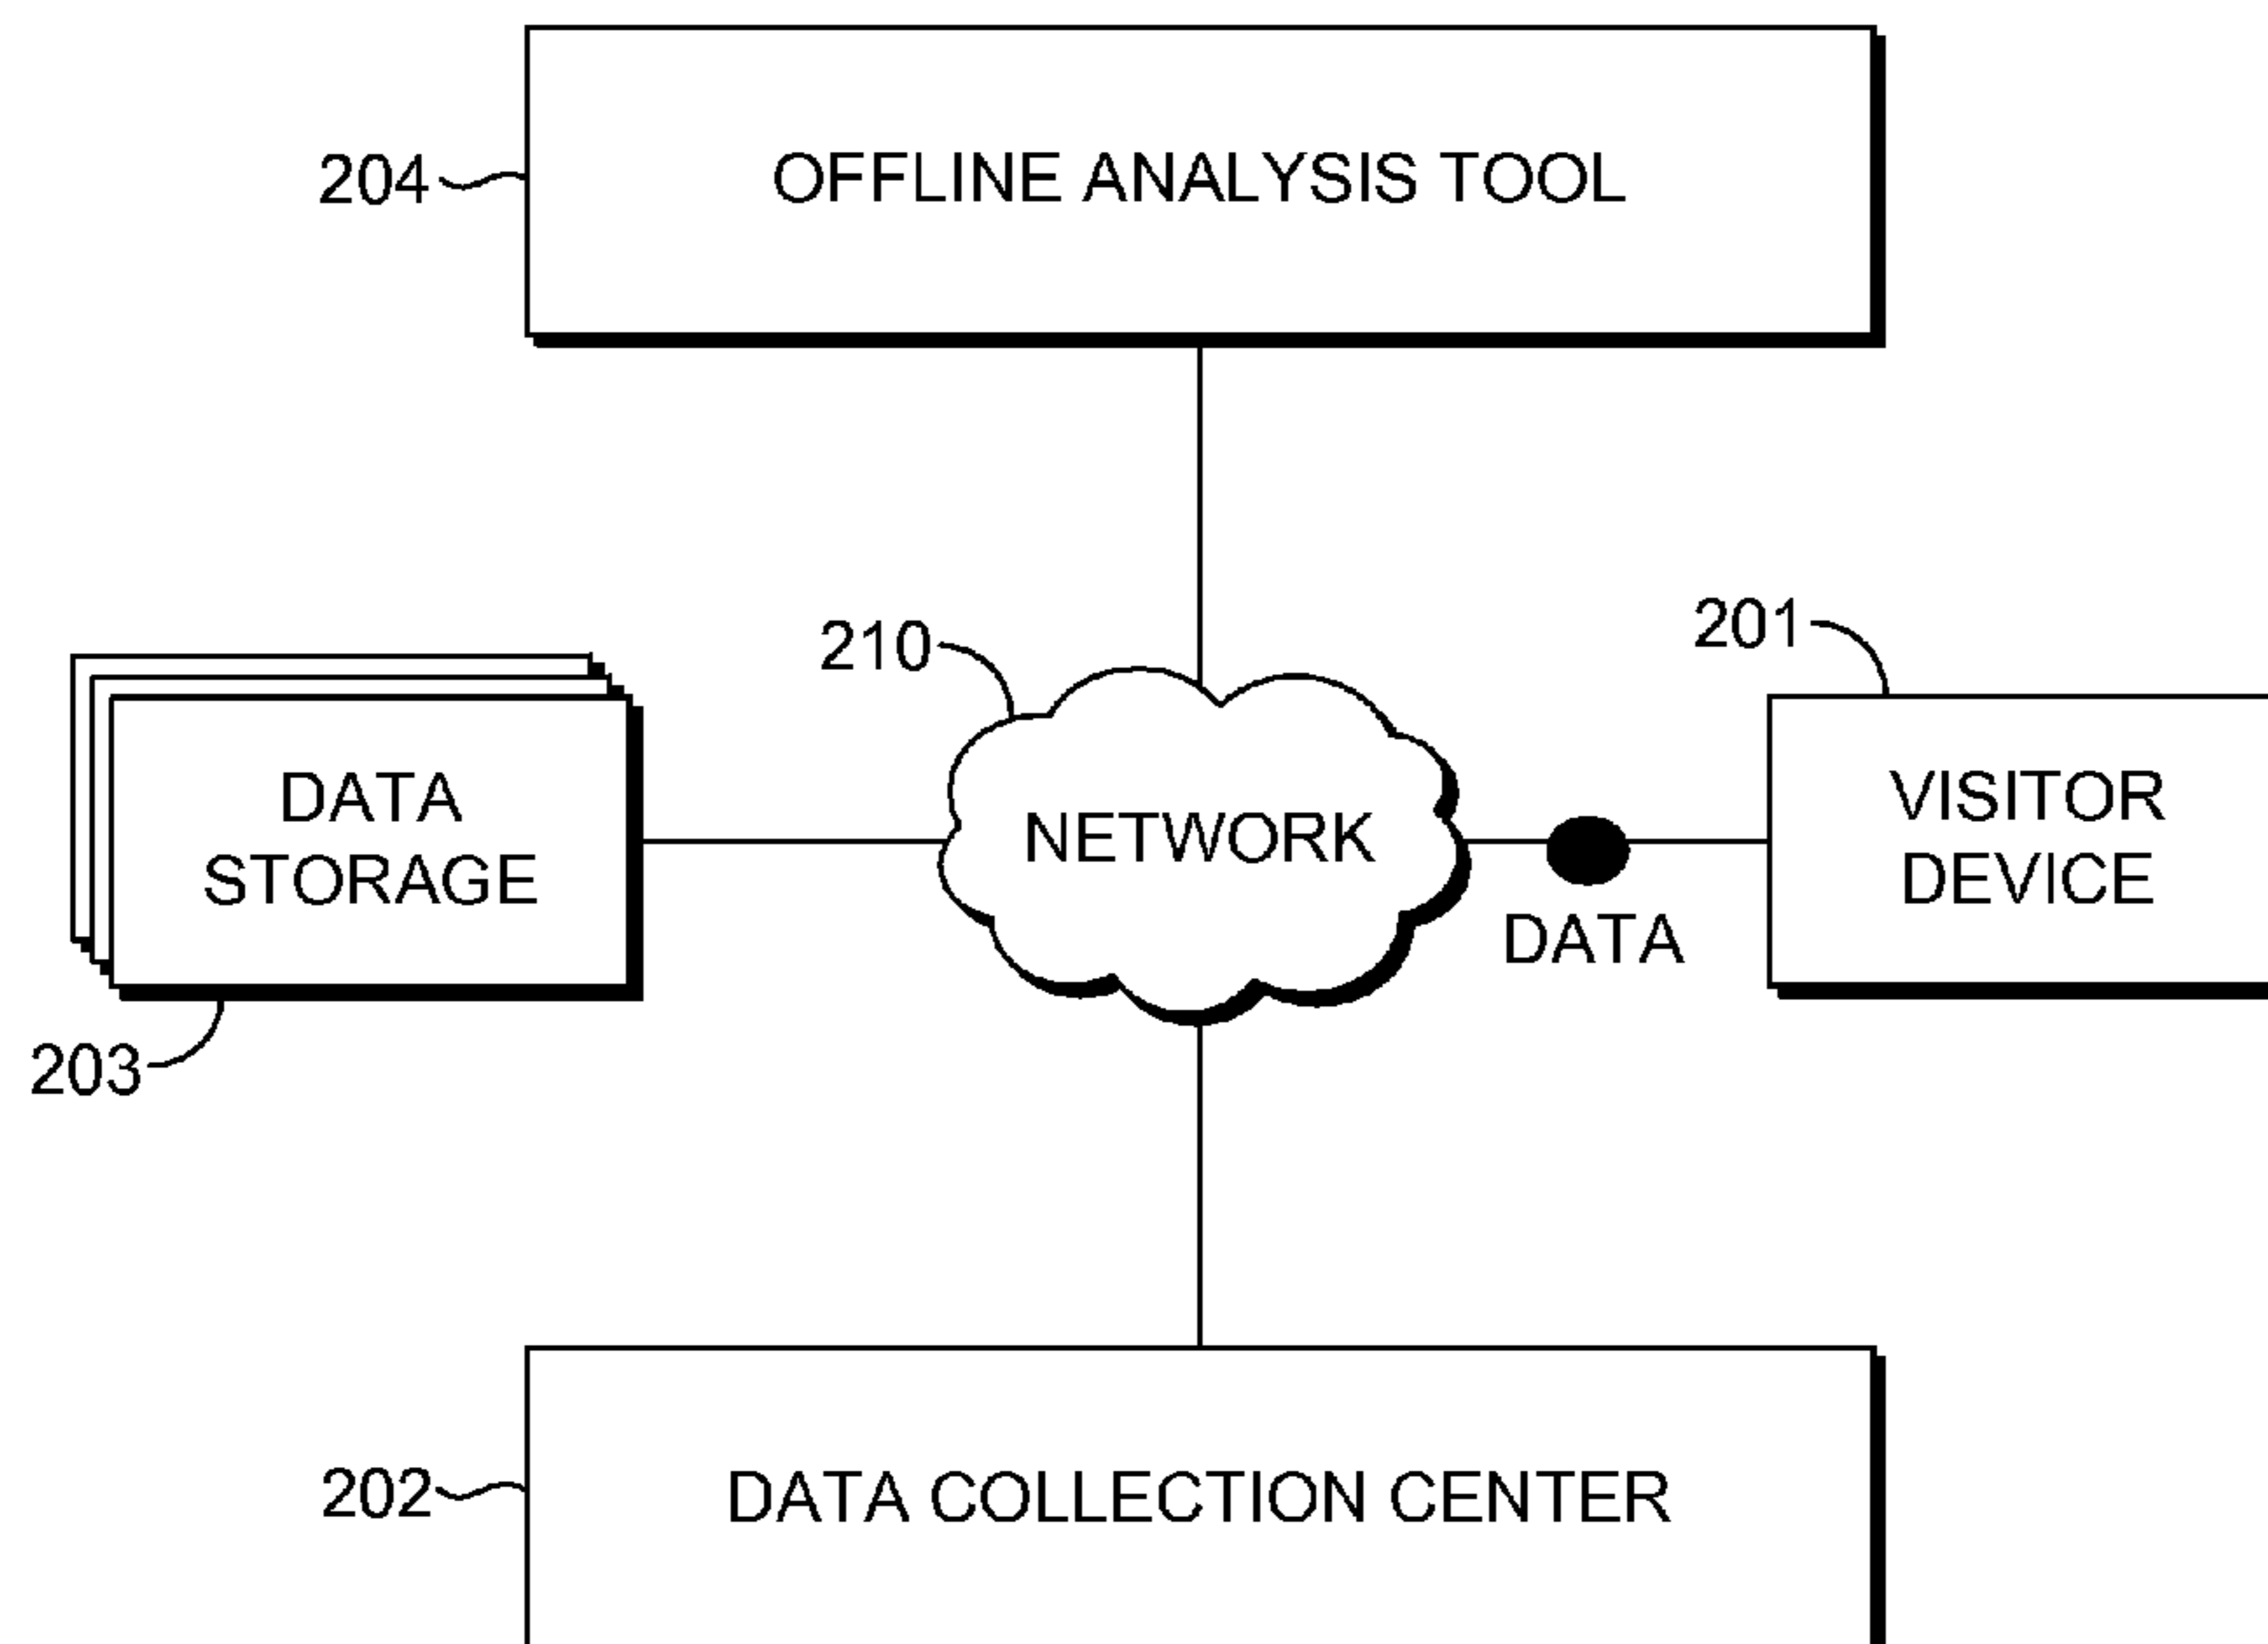 204
OFFLINE ANALYSIS TOOL
210
201
DATA
STORAGE
NETWORK
VISITOR
DEVICE
DATA
203
202
DATA COLLECTION CENTER